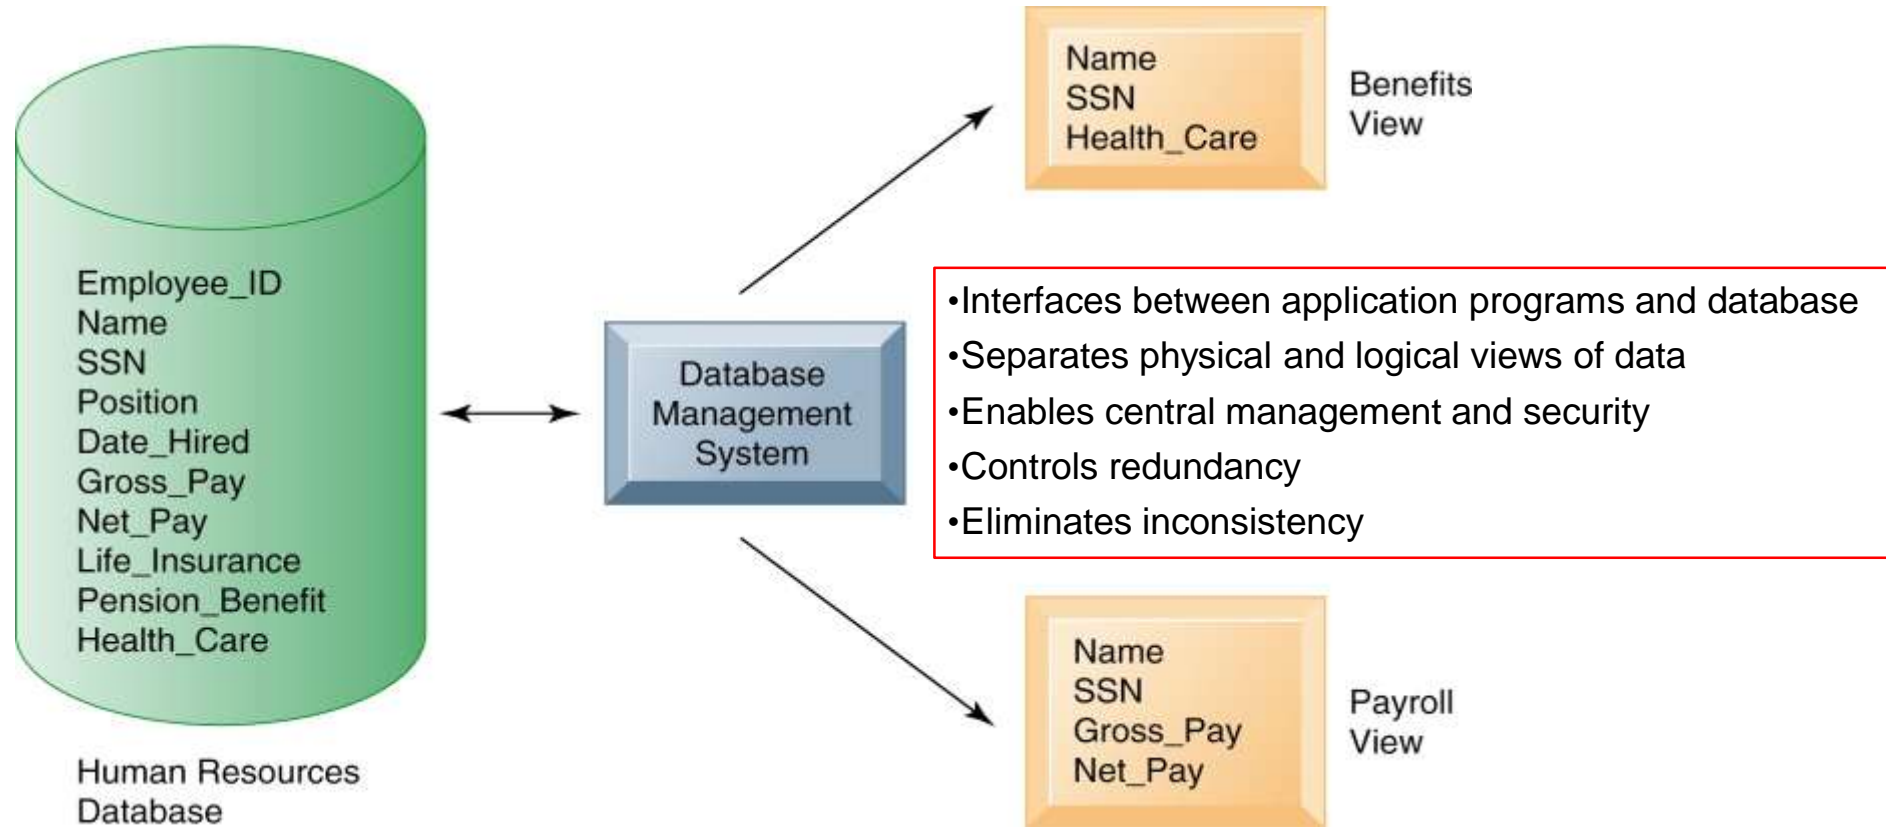 Employee_ID
Name
SSN
Position
Date_Hired
Gross_Pay
Net_Pay
Life_Insurance
Pension_Benefit
Health_Care
Human Resources
Database
Database
Management
System
Name
SSN
Health_Care
Benefits
View
•Interfaces between application programs and database
•Separates physical and logical views of data
•Enables central management and security
•Controls redundancy
•Eliminates inconsistency
Name
SSN
Gross_Pay
Net_Pay
Payroll
View